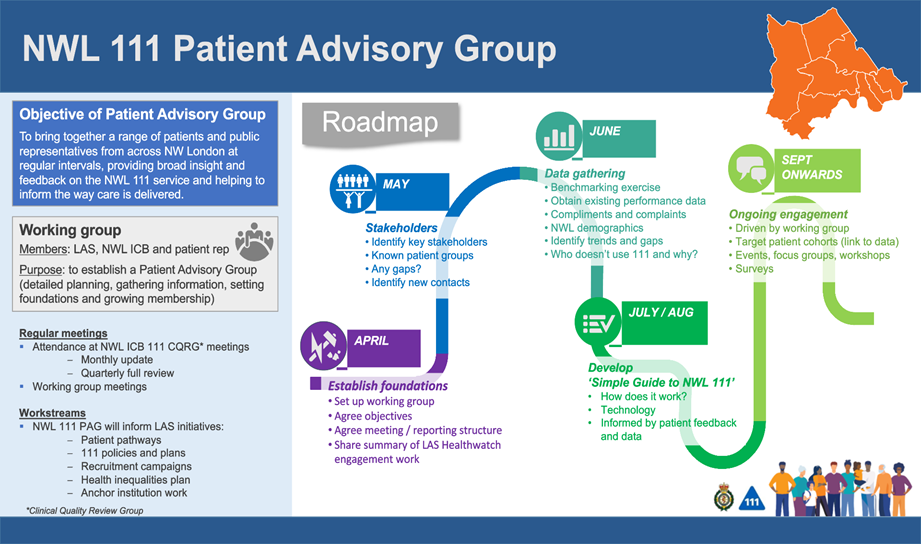 NWL 111 Patient Advisory Group
Objective of Patient Advisory Group
To bring together a range of patients and public
representatives from across NW London at
regular intervals, providing broad insight and
feedback on the NWL 111 service and helping to
inform the way care is delivered.
Working group
Members: LAS, NWL ICB and patient rep
Purpose: to establish a Patient Advisory Group
(detailed planning, gathering information, setting
foundations and growing membership)
Regular meetings
▪ Attendance at NWL ICB 111 CQRG* meetings
– Monthly update
– Quarterly full review
▪ Working group meetings
Workstreams
▪ NWL 111 PAG will inform LAS initiatives:
– Patient pathways
– 111 policies and plans
– Recruitment campaigns
– Health inequalities plan
– Anchor institution work
*Clinical Quality Review Group
Roadmap
APRIL
Establish foundations
• Set up working group
• Agree objectives
• Agree meeting / reporting structure
• Share summary of LAS Healthwatch
engagement work
MAY
Stakeholders
• Identify key stakeholders
• Known patient groups
• Any gaps?
• Identify new contacts
JUNE
Data gathering
• Benchmarking exercise
• Obtain existing performance data
• Compliments and complaints
• NWL demographics
• Identify trends and gaps
• Who doesn't use 111 and why?
JULY / AUG
Develop
‘Simple Guide to NWL 111’
• How does it work?
• Technology
• Informed by patient feedback
and data
SEPT
ONWARDS
Ongoing engagement
• Driven by working group
• Target patient cohorts (link to data)
• Events, focus groups, workshops
• Surveys
111